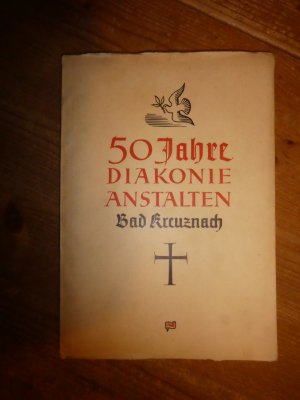 50 Jahre
DIAKONIE
ANSTALTEN
Bad Kreuznach